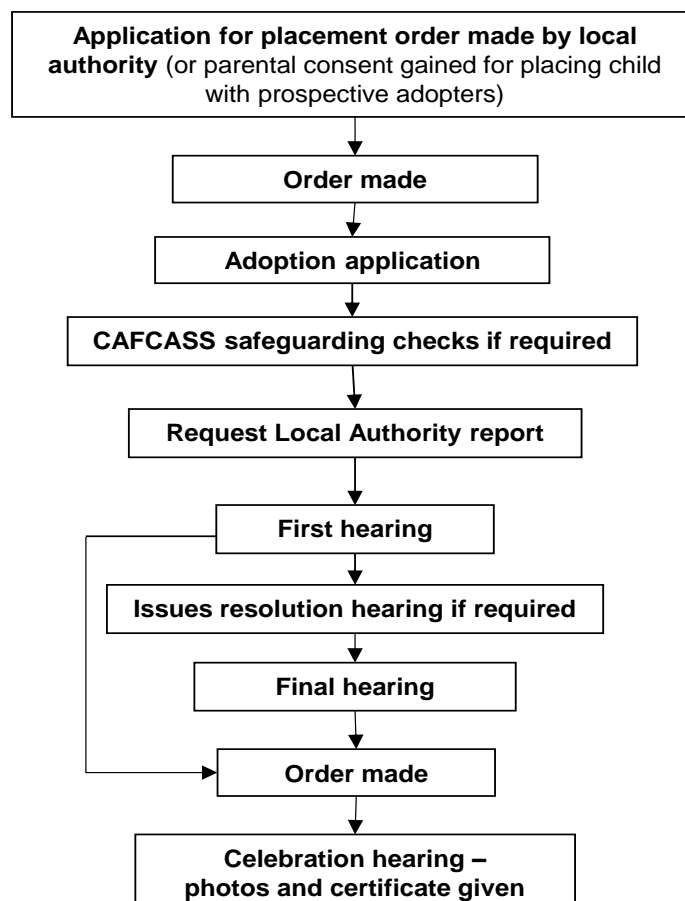 Application for placement order made by local
authority (or parental consent gained for placing child
with prospective adopters)
Order made
Adoption application
CAFCASS safeguarding checks if required
Request Local Authority report
First hearing
Issues resolution hearing if required
Final hearing
Order made
Celebration hearing –
photos and certificate given